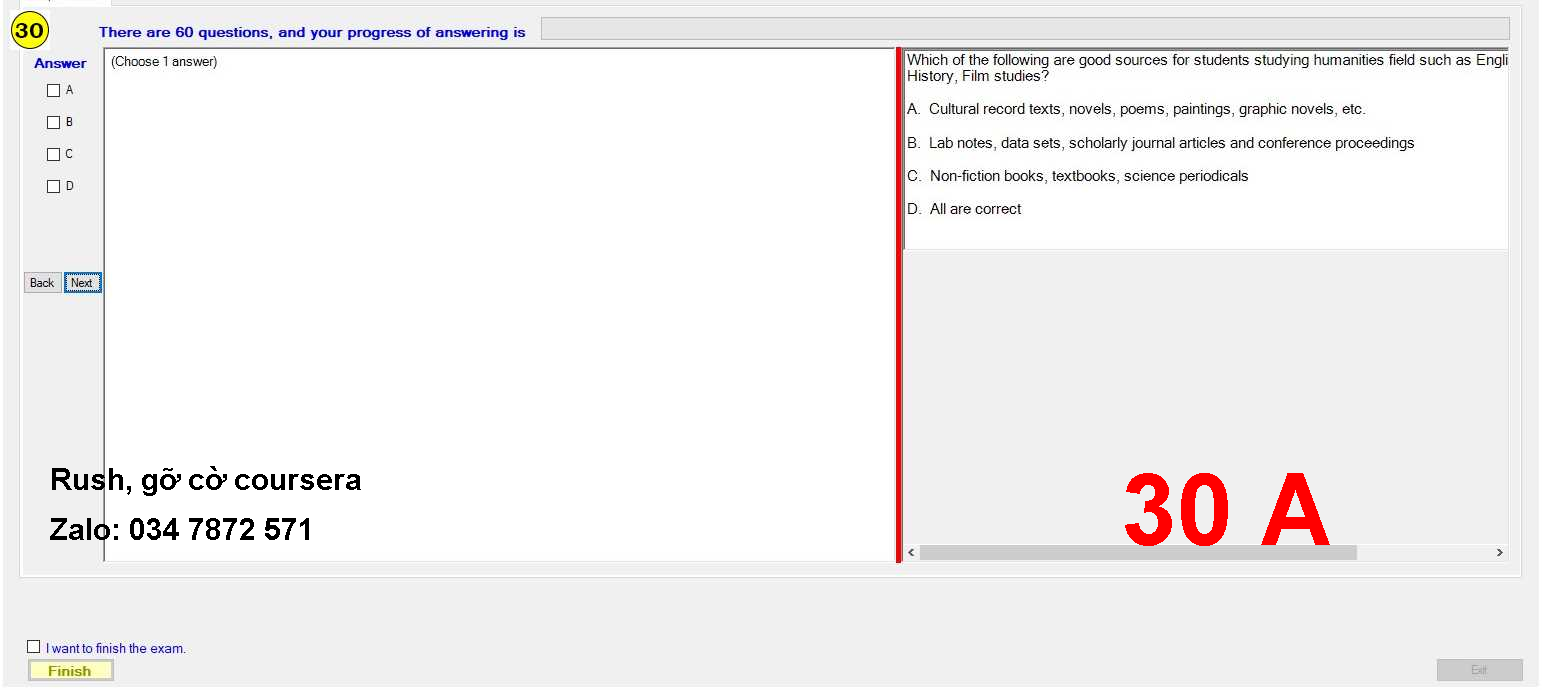 30
There are 60 questions, and your progress of answering is
Answer
A
B
C
D
Back
Next
(Choose 1 answer)
Which of the following are good sources for students studying humanities field such as Engli
History, Film studies?
A. Cultural record texts, novels, poems, paintings, graphic novels, etc.
B. Lab notes, data sets, scholarly journal articles and conference proceedings
C. Non-fiction books, textbooks, science periodicals
D. All are correct
Rush, gỡ cờ coursera
Zalo: 034 7872 571
30 A
I want to finish the exam.
Finish
Exit